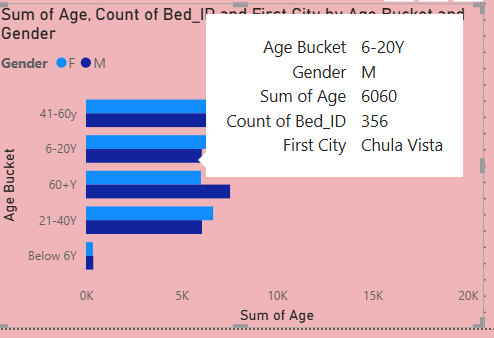 Sum of Age, Count of Bed_ID and First City by Age Bucket and
Gender
Gender F M
Age Bucket 6-20Y
Gender M
Sum of Age 6060
Count of Bed_ID 356
First City Chula Vista
Age Bucket
41-60y
6-20Y
60+Y
21-40Y
Below 6Y
0K 5K 10K 15K 20K
Sum of Age